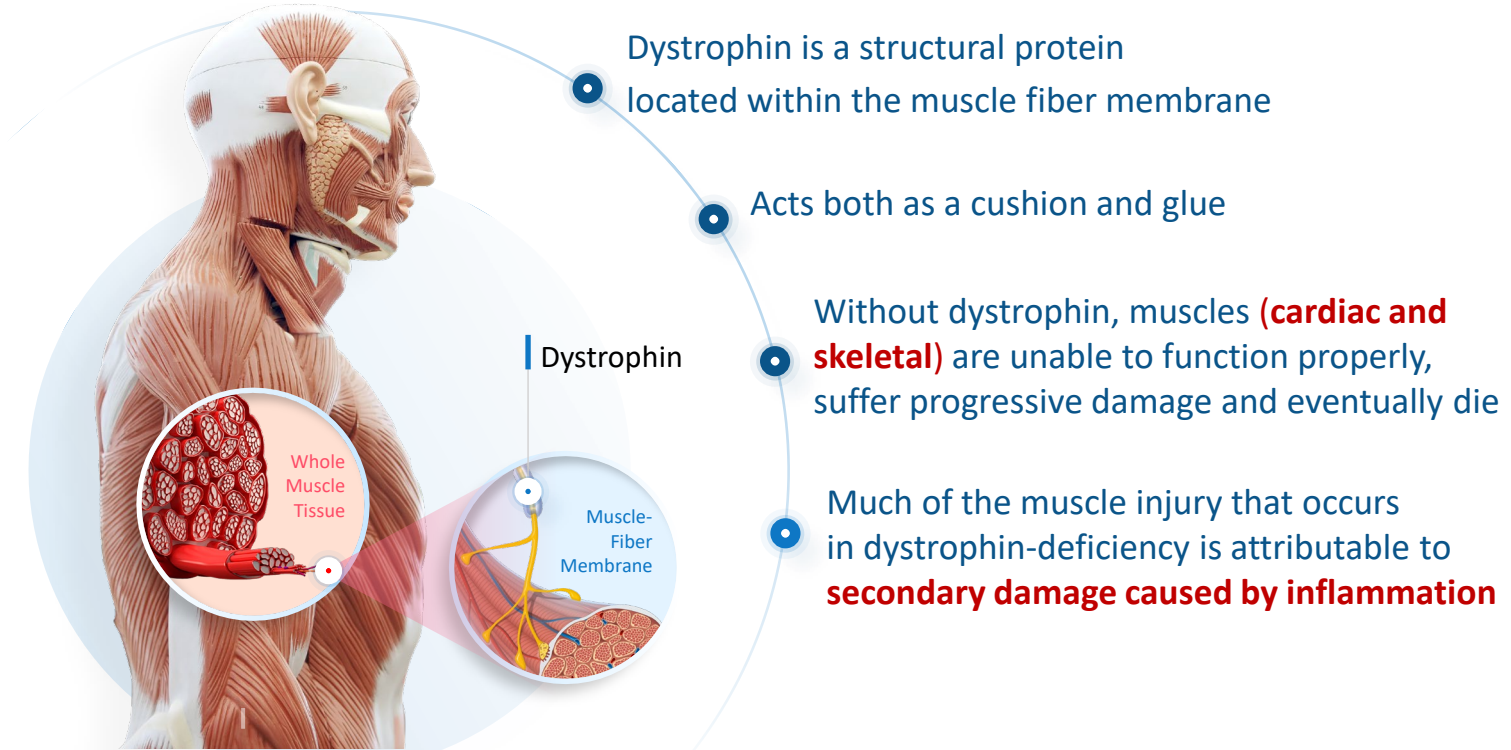 Dystrophin is a structural protein
located within the muscle fiber membrane
Acts both as a cushion and glue
Without dystrophin, muscles (cardiac and
skeletal) are unable to function properly,
suffer progressive damage and eventually die
Much of the muscle injury that occurs
in dystrophin-deficiency is attributable to
secondary damage caused by inflammation
Dystrophin
Whole
Muscle
Tissue
Muscle-
Fiber
Membrane